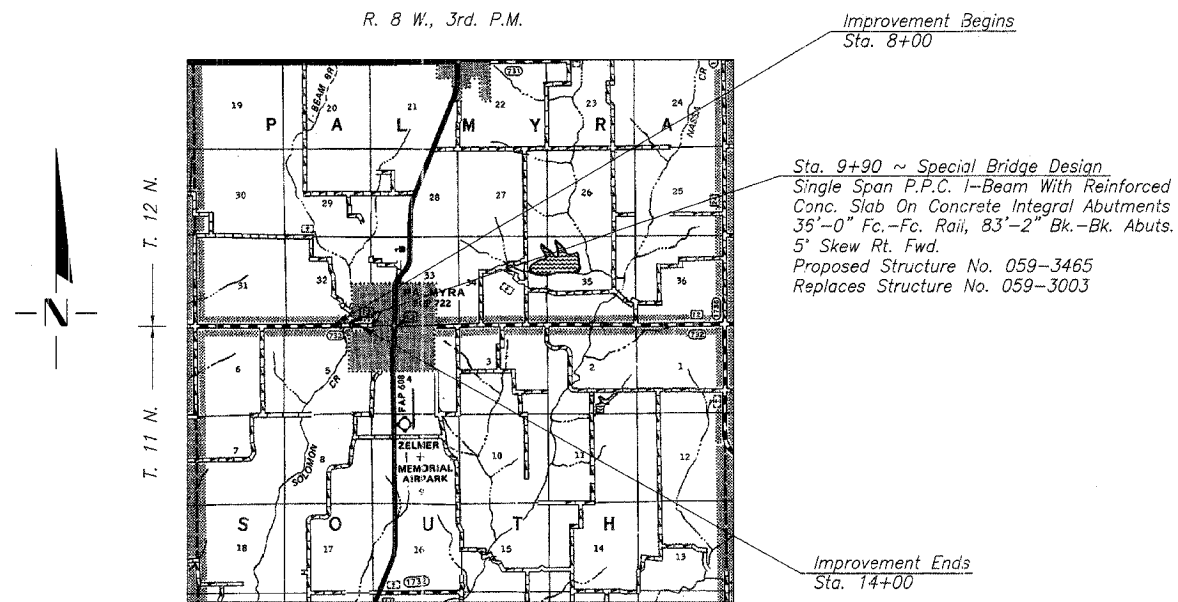 R. 8 W., 3rd. P.M.
Improvement Begins
Sta. 8+00
Sta. 9+90 ~ Special Bridge Design
Single Span P.P.C. I-Beam With Reinforced
Conc. Slab On Concrete Integral Abutments
36'-0" Fc.-Fc. Rail, 83'-2" Bk.-Bk. Abuts.
5° Skew Rt. Fwd.
Proposed Structure No. 059-3465
Replaces Structure No. 059-3003
Improvement Ends
Sta. 14+00
T. 12 N.
T. 11 N.
N
19 20 21 22 23 24
P A L M Y R A
30 29 28 27 26 25
31 32 33 34 35 36
6 5 4 3 2 1
7 8 9 10 11 12
S O U T H
18 17 16 15 14 13
NASSA
CR
SOLOMON
CR
FAP 608
ZELMER
MEMORIAL
AIRPARK